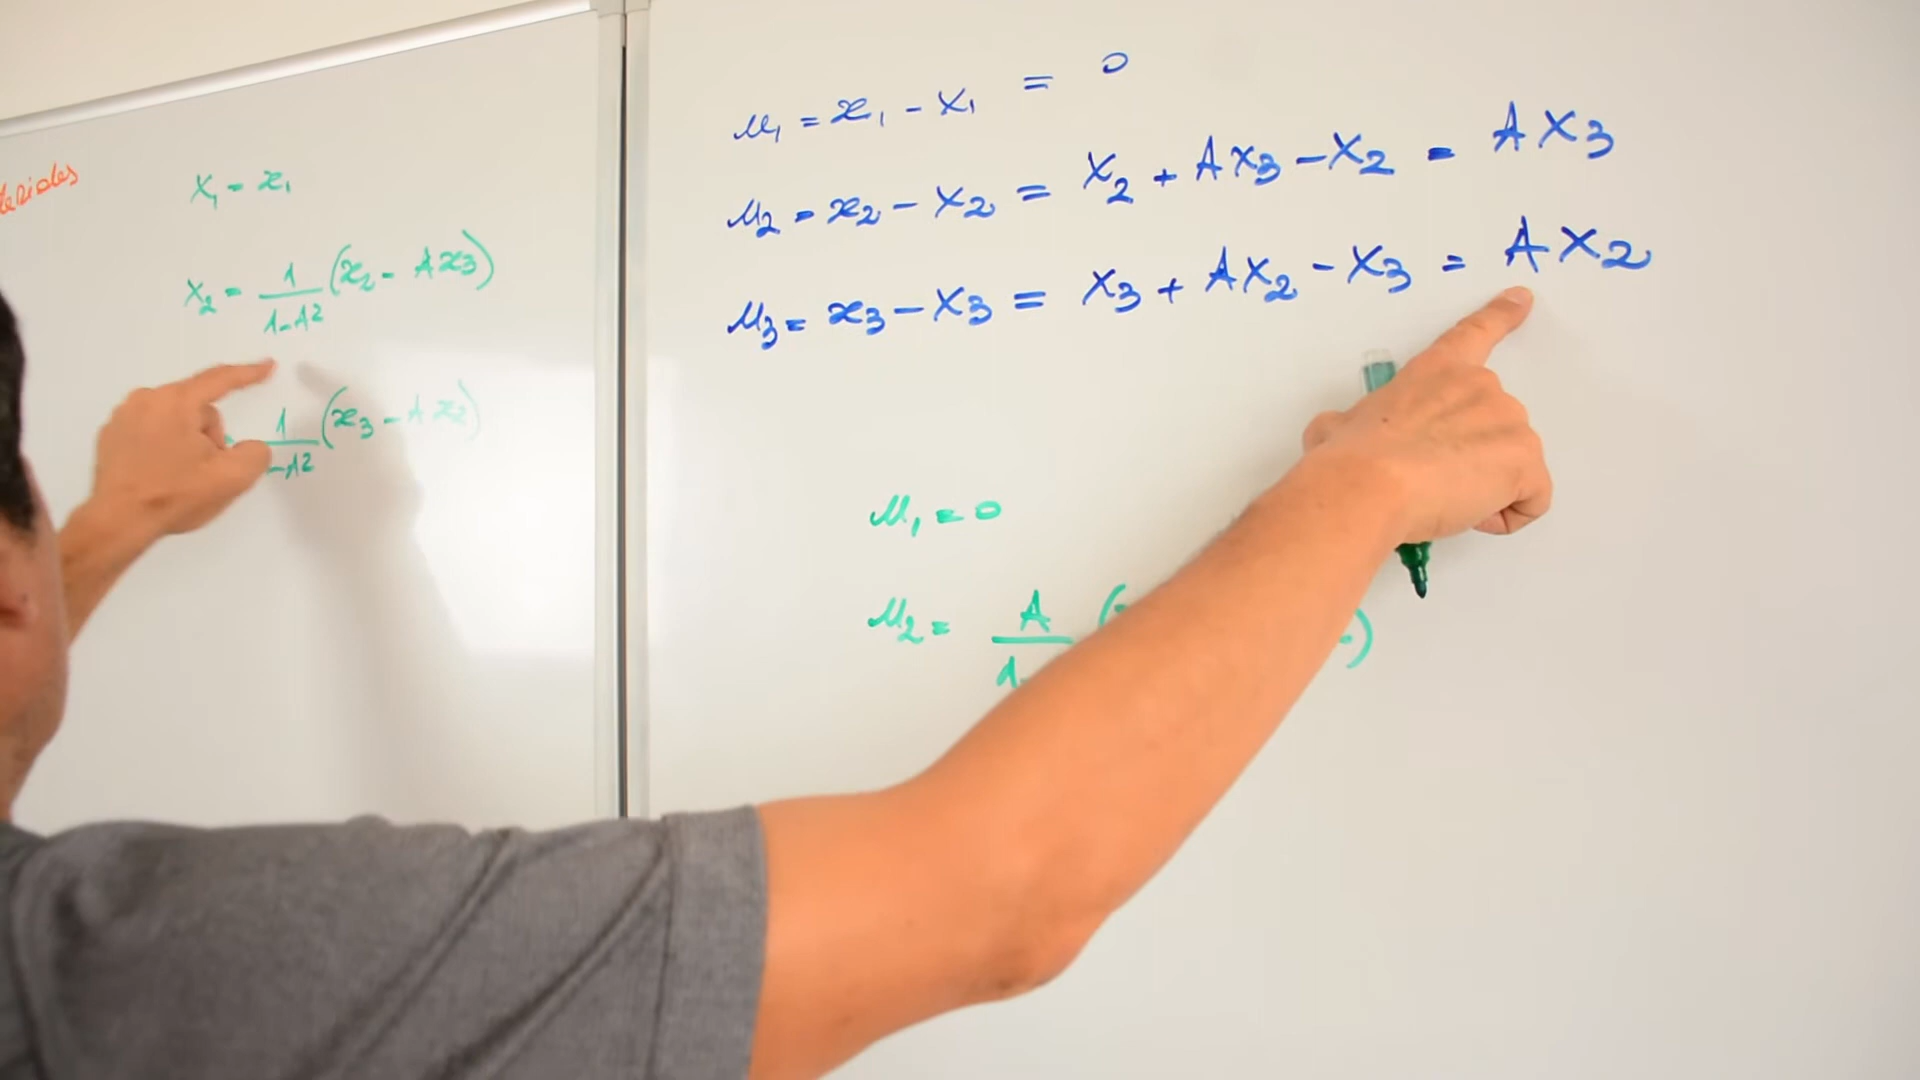 X₁ = x₁
X₂ = 1/(1-A²) (x₂ - Ax₃)
1/(-A²) (x₃ - Ax₂)
u₁ = x₁ - X₁ = 0
u₂ = x₂ - X₂ = X₂ + AX₃ - X₂ = AX₃
u₃ = x₃ - X₃ = X₃ + AX₂ - X₃ = AX₂
u₁ = 0
u₂ = A/1- ( )